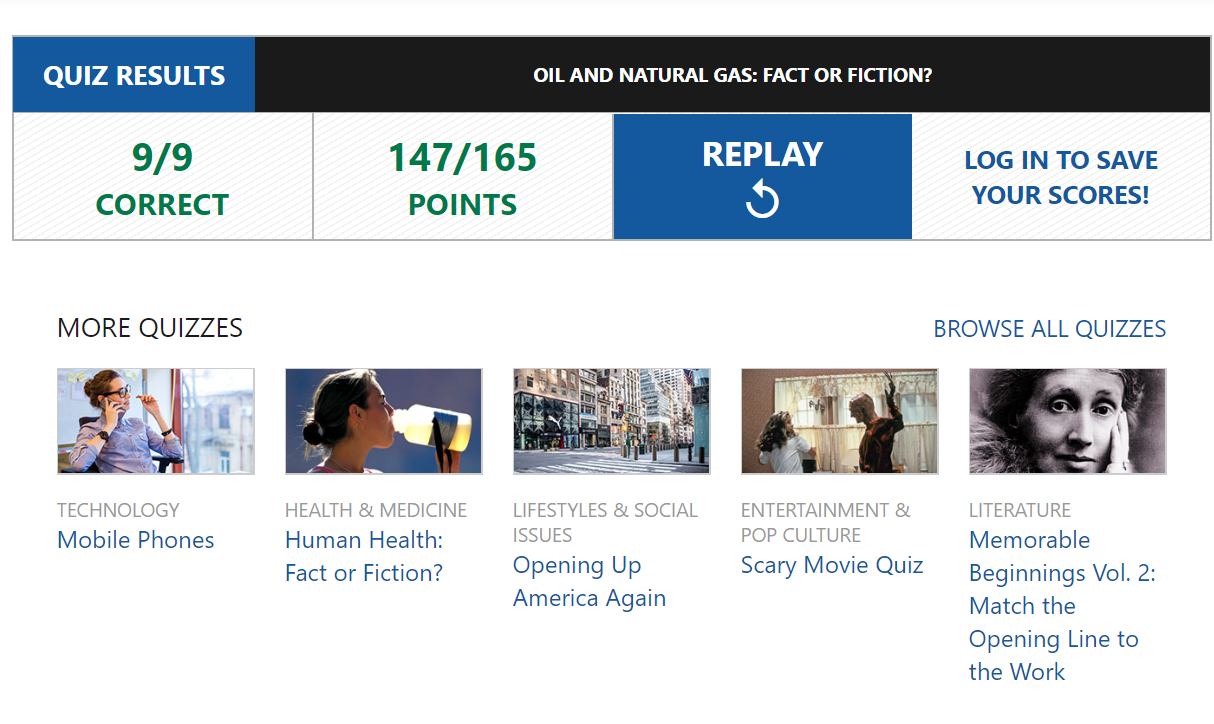 QUIZ RESULTS
OIL AND NATURAL GAS: FACT OR FICTION?
9/9
CORRECT
147/165
POINTS
REPLAY
LOG IN TO SAVE
YOUR SCORES!
MORE QUIZZES
BROWSE ALL QUIZZES
TECHNOLOGY
Mobile Phones
HEALTH & MEDICINE
Human Health:
Fact or Fiction?
LIFESTYLES & SOCIAL
ISSUES
Opening Up
America Again
ENTERTAINMENT &
POP CULTURE
Scary Movie Quiz
LITERATURE
Memorable
Beginnings Vol. 2:
Match the
Opening Line to
the Work